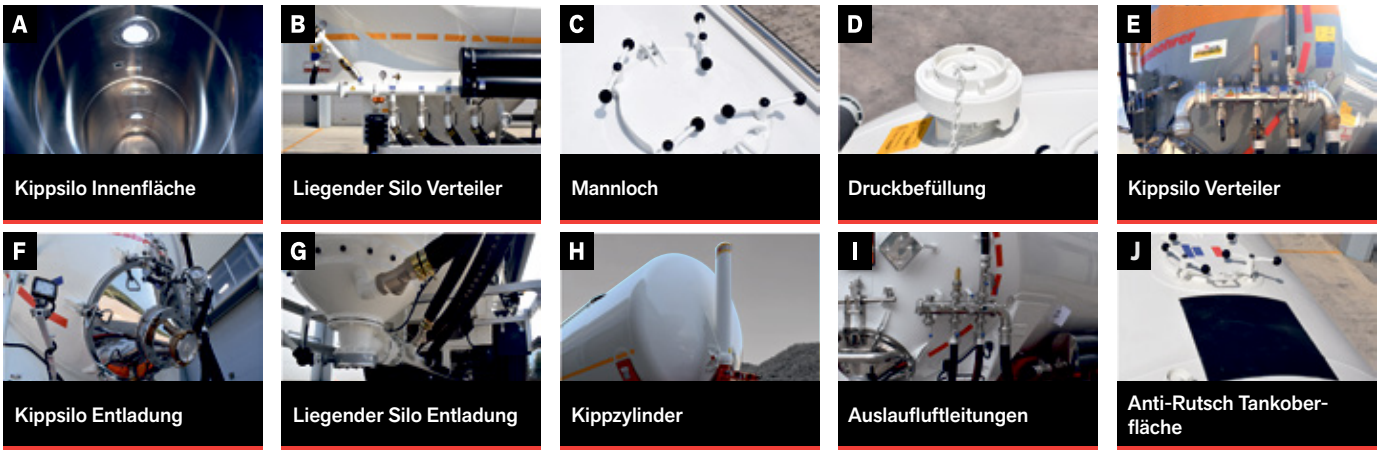 A
Kippsilo Innenfläche
B
Liegender Silo Verteiler
C
Mannloch
D
Druckbefüllung
E
Kippsilo Verteiler
F
Kippsilo Entladung
G
Liegender Silo Entladung
H
Kippzylinder
I
Auslaufluftleitungen
J
Anti-Rutsch Tankober-
fläche